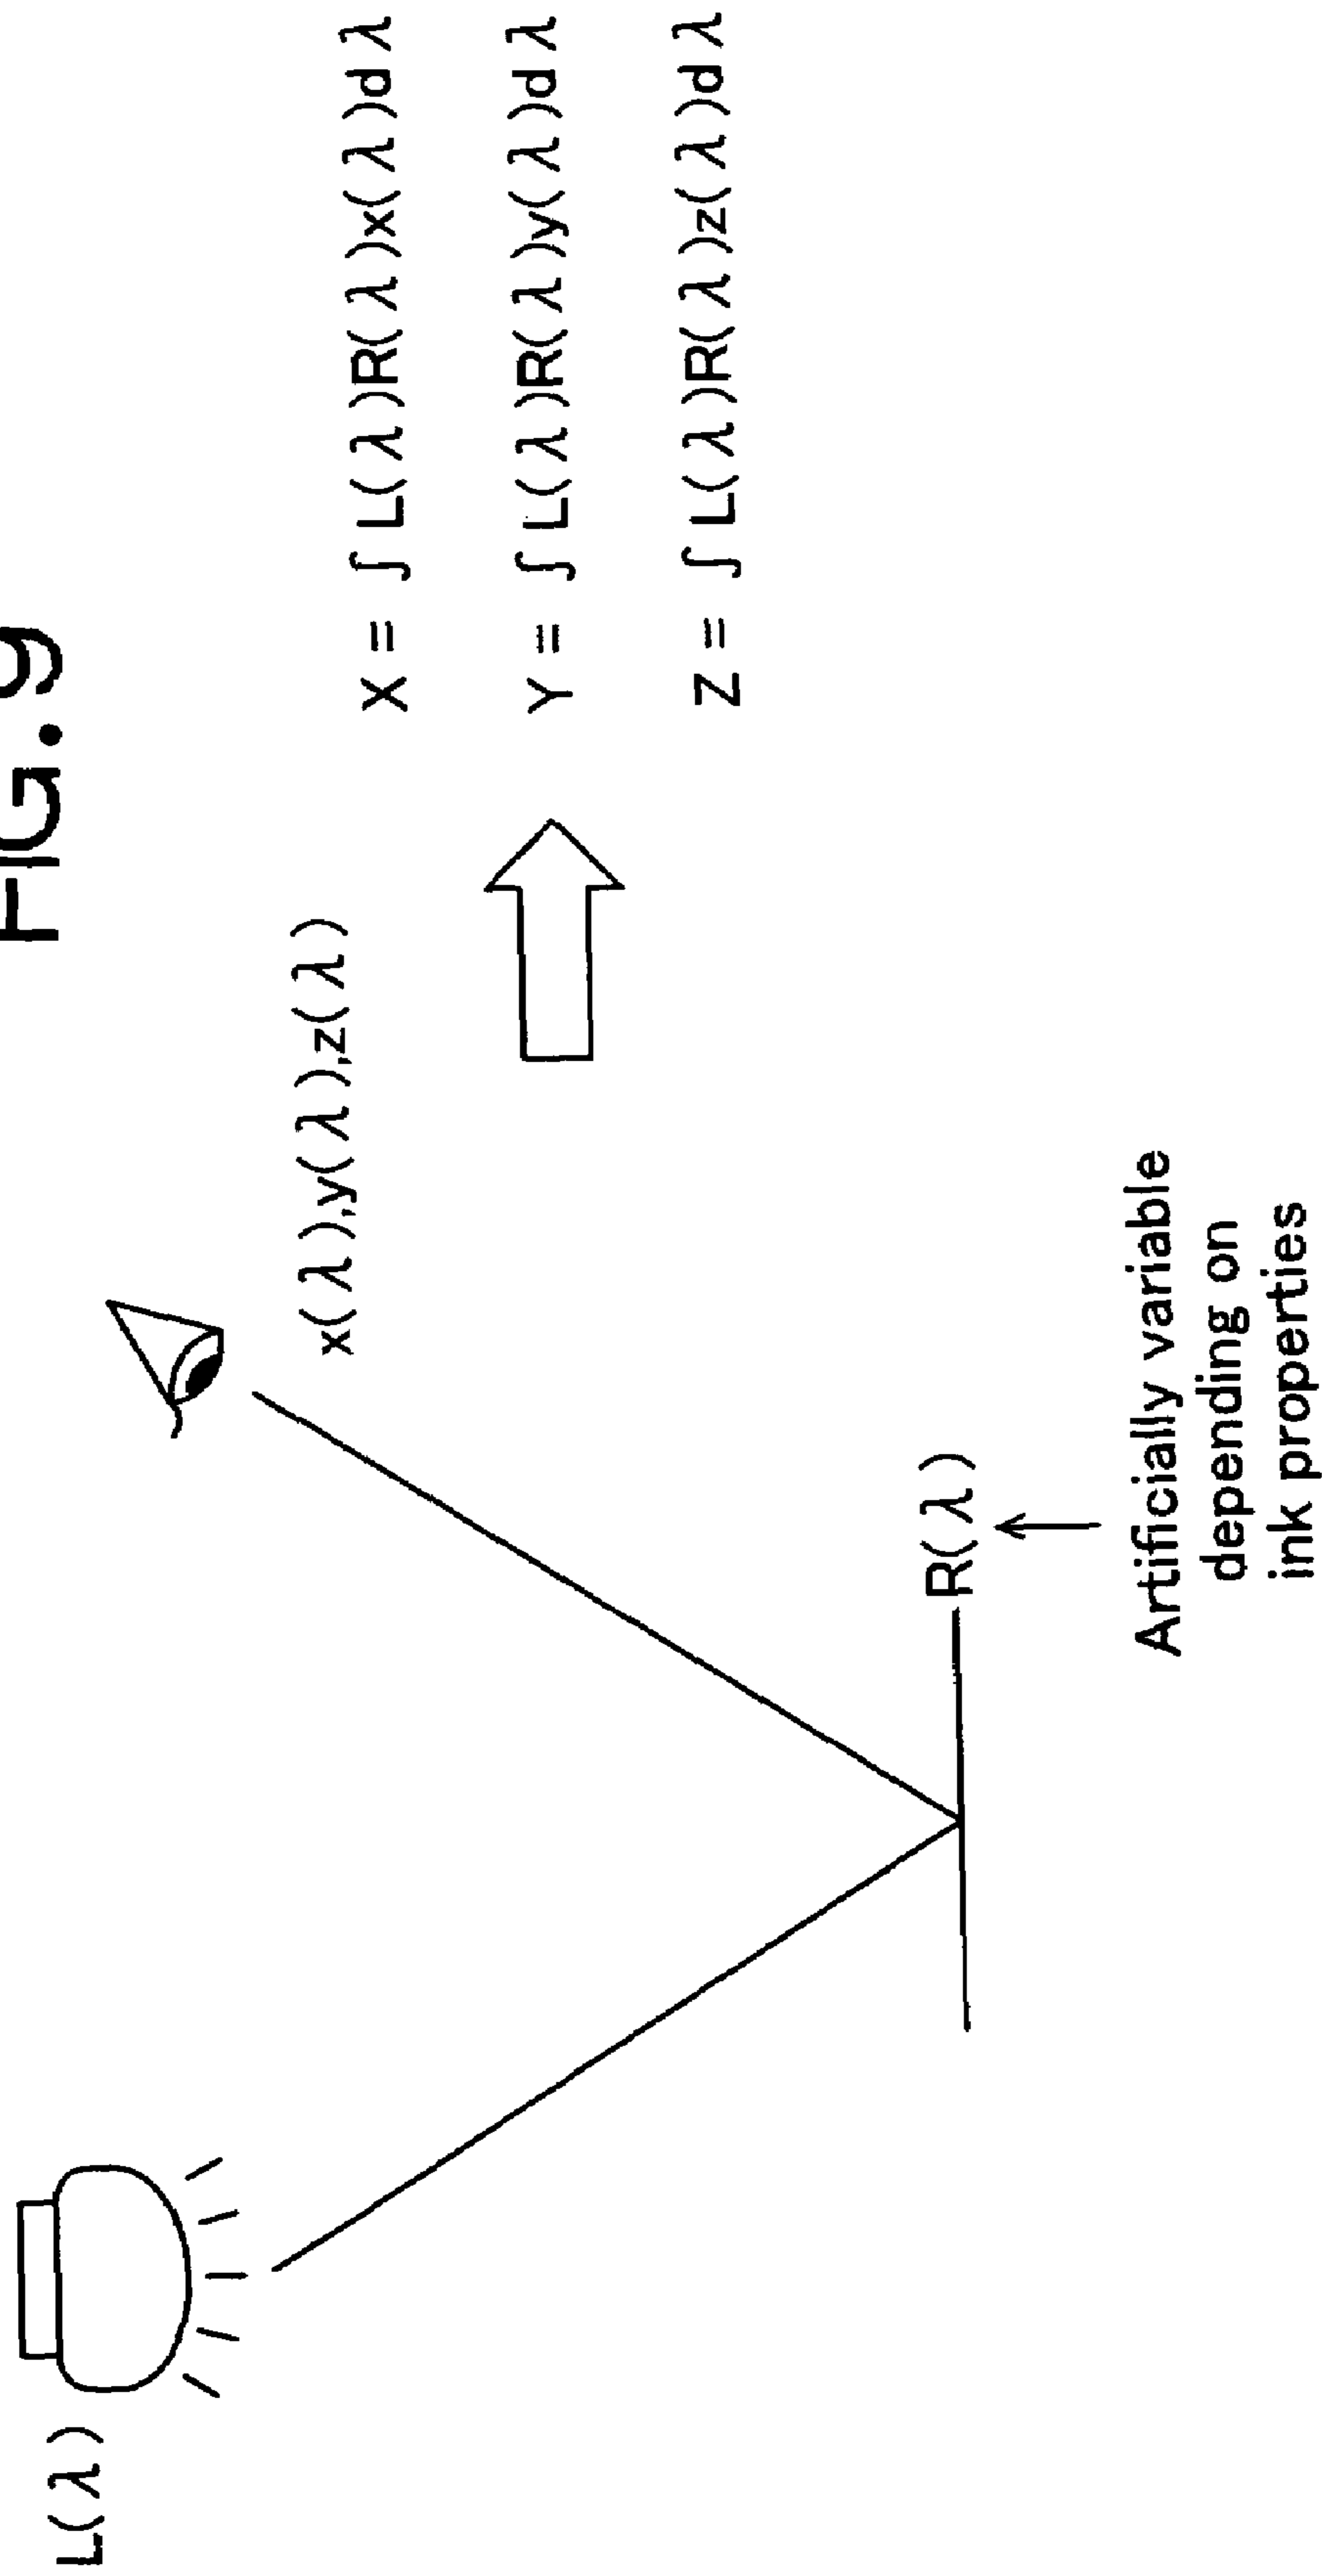 FIG. 9
L(λ)
x(λ),y(λ),z(λ)
X = ∫ L(λ)R(λ)x(λ)dλ
Y = ∫ L(λ)R(λ)y(λ)dλ
Z = ∫ L(λ)R(λ)z(λ)dλ
R(λ)
Artificially variable
depending on
ink properties